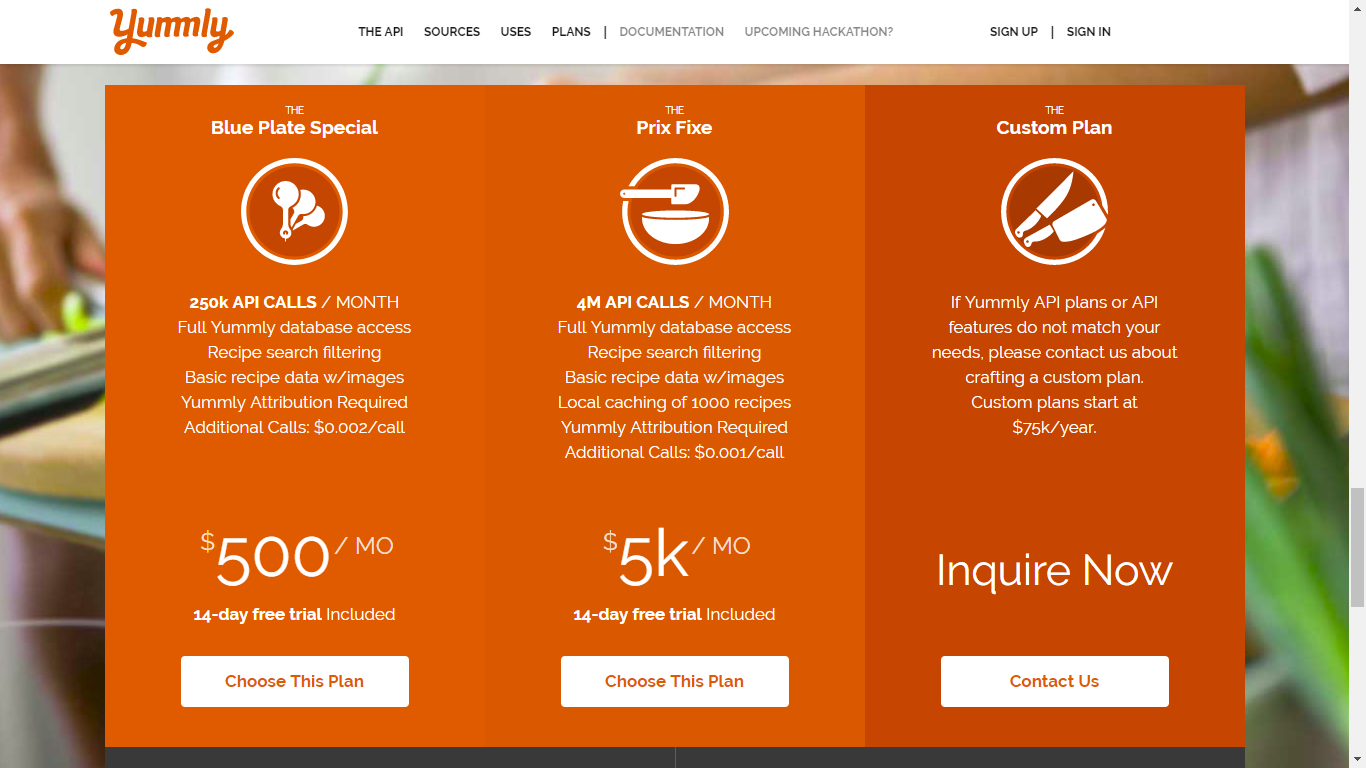 Yummly
THE API SOURCES USES PLANS | DOCUMENTATION UPCOMING HACKATHON? SIGN UP | SIGN IN
THE
Blue Plate Special
250k API CALLS / MONTH
Full Yummly database access
Recipe search filtering
Basic recipe data w/images
Yummly Attribution Required
Additional Calls: $0.002/call
$500 / MO
14-day free trial Included
Choose This Plan
THE
Prix Fixe
4M API CALLS / MONTH
Full Yummly database access
Recipe search filtering
Basic recipe data w/images
Local caching of 1000 recipes
Yummly Attribution Required
Additional Calls: $0.001/call
$5k / MO
14-day free trial Included
Choose This Plan
THE
Custom Plan
If Yummly API plans or API
features do not match your
needs, please contact us about
crafting a custom plan.
Custom plans start at
$75k/year.
Inquire Now
Contact Us